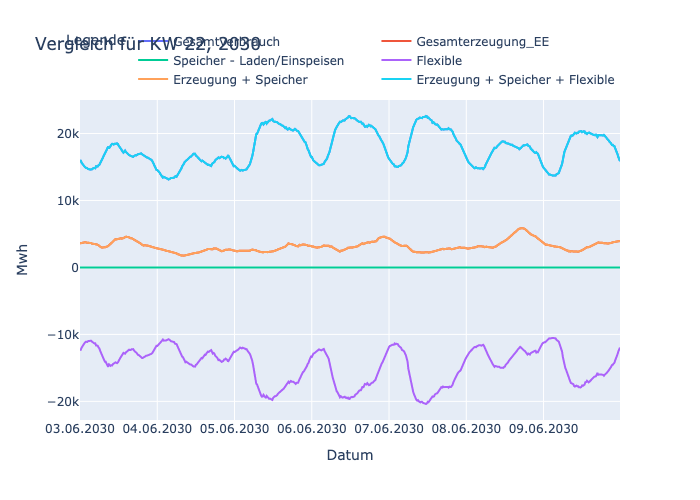 Vergleich für KW 22, 2030
Legende
Gesamtverbrauch
Gesamterzeugung_EE
Speicher - Laden/Einspeisen
Flexible
Erzeugung + Speicher
Erzeugung + Speicher + Flexible
20k
10k
0
−10k
−20k
Mwh
03.06.2030 04.06.2030 05.06.2030 06.06.2030 07.06.2030 08.06.2030 09.06.2030
Datum